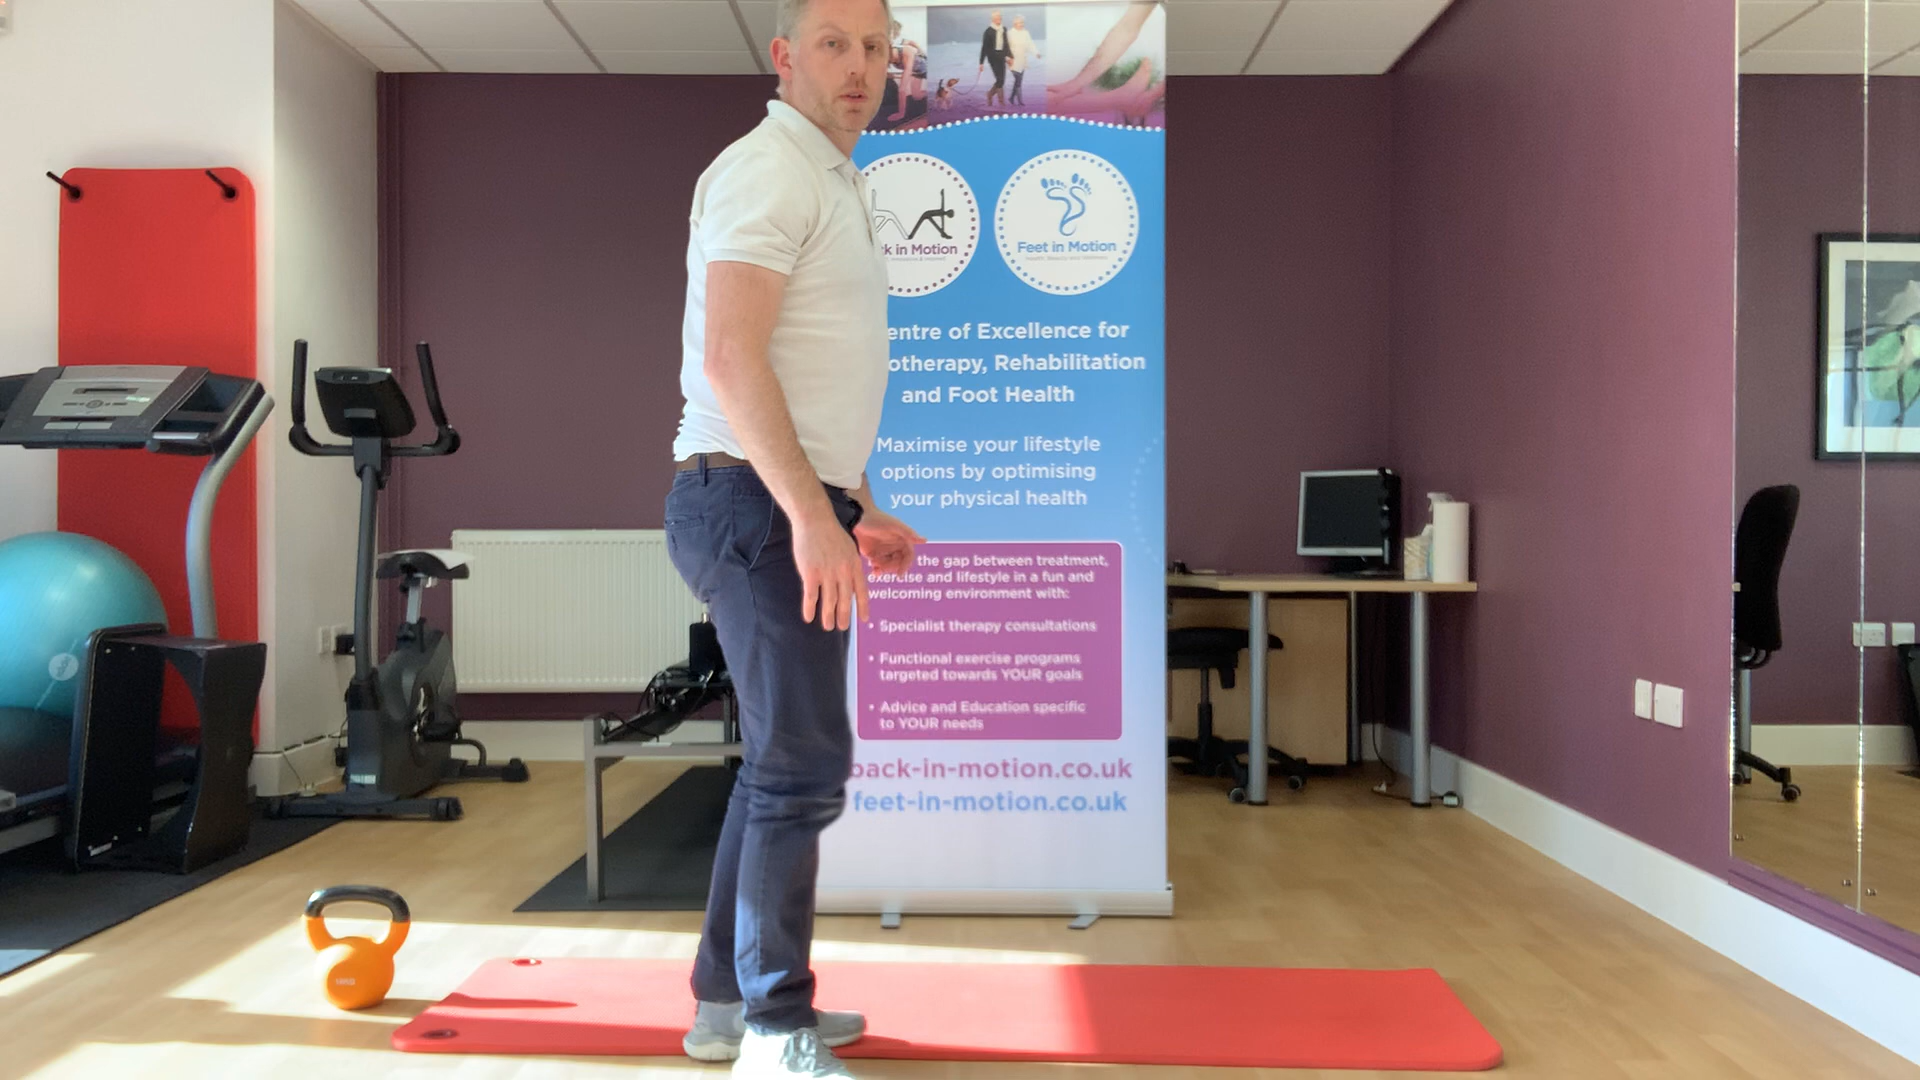 k in Motion
Feet in Motion
entre of Excellence for
otherapy, Rehabilitation
and Foot Health
Maximise your lifestyle
options by optimising
your physical health
the gap between treatment,
exercise and lifestyle in a fun and
welcoming environment with:
• Specialist therapy consultations
• Functional exercise programs
targeted towards YOUR goals
• Advice and Education specific
to YOUR needs
back-in-motion.co.uk
feet-in-motion.co.uk